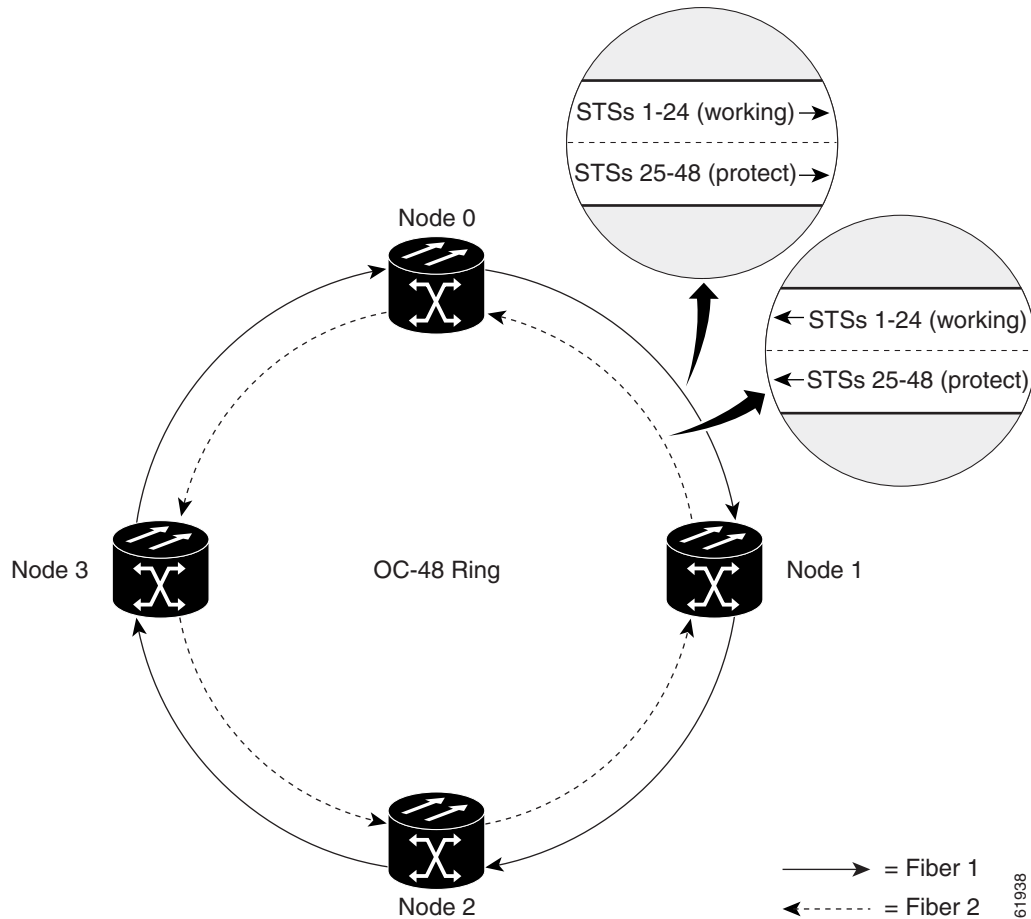 STSs 1-24 (working)
STSs 25-48 (protect)
Node 0
STSs 1-24 (working)
STSs 25-48 (protect)
Node 3
OC-48 Ring
Node 1
= Fiber 1
Node 2
= Fiber 2
61938